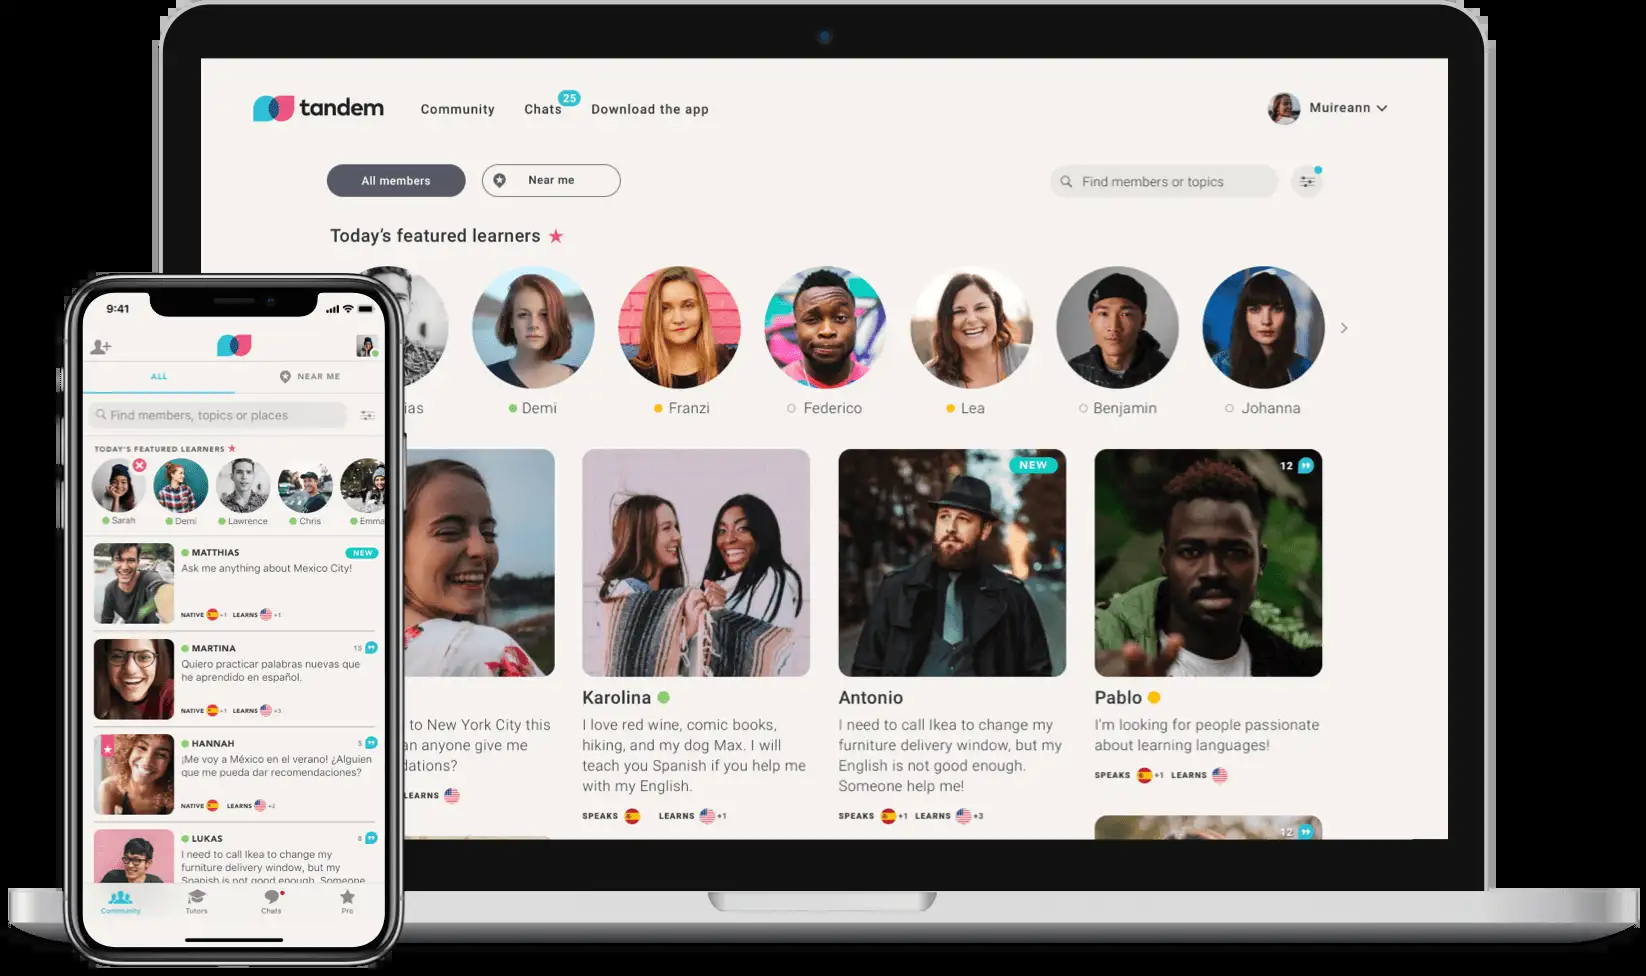 tandem
Community
Chats
25
Download the app
Muireann
All members
Near me
Find members or topics
Today's featured learners
ias
Demi
Franzi
Federico
Lea
Benjamin
Johanna
to New York City this
an anyone give me
dations?
LEARNS
Karolina
I love red wine, comic books,
hiking, and my dog Max. I will
teach you Spanish if you help me
with my English.
SPEAKS LEARNS +1
NEW
Antonio
I need to call Ikea to change my
furniture delivery window, but my
English is not good enough.
Someone help me!
SPEAKS +1 LEARNS +3
12
Pablo
I'm looking for people passionate
about learning languages!
SPEAKS +1 LEARNS
12
9:41
ALL
NEAR ME
Find members, topics or places
TODAY'S FEATURED LEARNERS
Sarah
Demi
Lawrence
Chris
Emma
MATTHIAS
NEW
Ask me anything about Mexico City!
NATIVE +1 LEARNS +1
MARTINA
15
Quiero practicar palabras nuevas que
he aprendido en español.
NATIVE +1 LEARNS +3
HANNAH
5
¡Me voy a México en el verano! ¿Alguien
que me pueda dar recomendaciones?
NATIVE LEARNS +2
LUKAS
8
I need to call Ikea to change my
furniture delivery window, but my
Spanish is not good enough. Someone
Community
Tutors
Chats
Pro